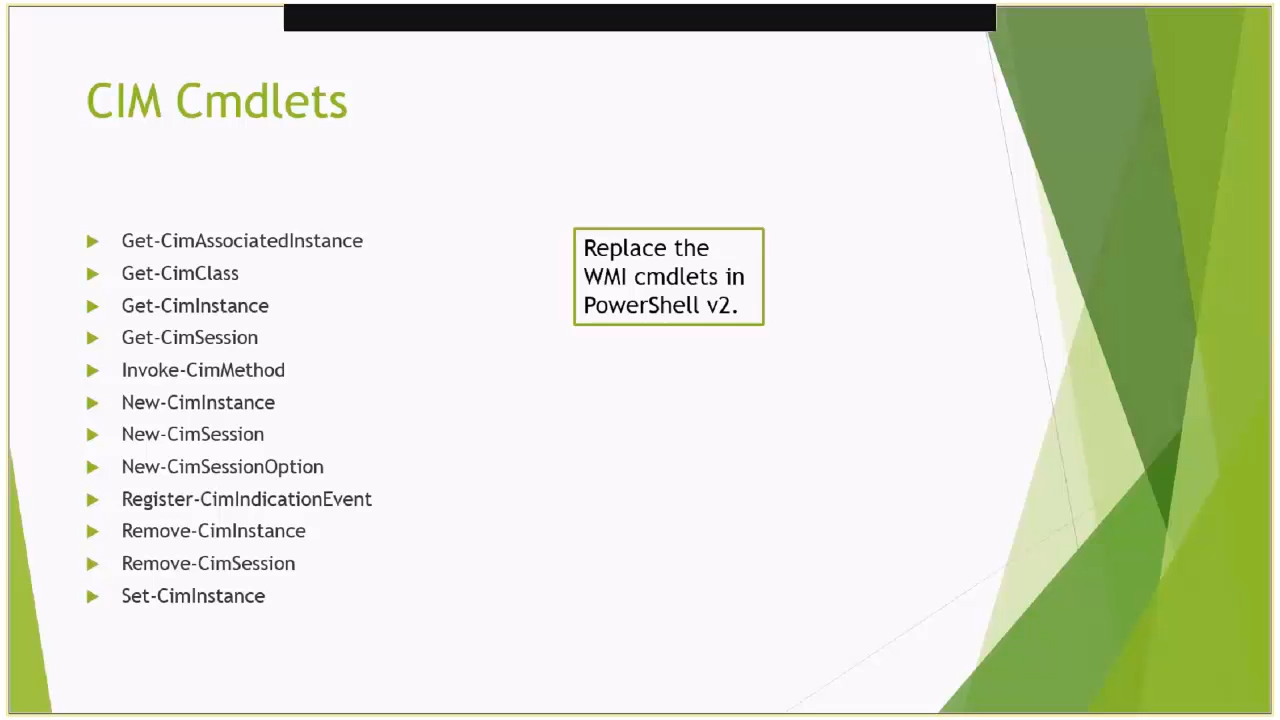 CIM Cmdlets
Get-CimAssociatedInstance
Get-CimClass
Get-CimInstance
Get-CimSession
Invoke-CimMethod
New-CimInstance
New-CimSession
New-CimSessionOption
Register-CimIndicationEvent
Remove-CimInstance
Remove-CimSession
Set-CimInstance
Replace the
WMI cmdlets in
PowerShell v2.